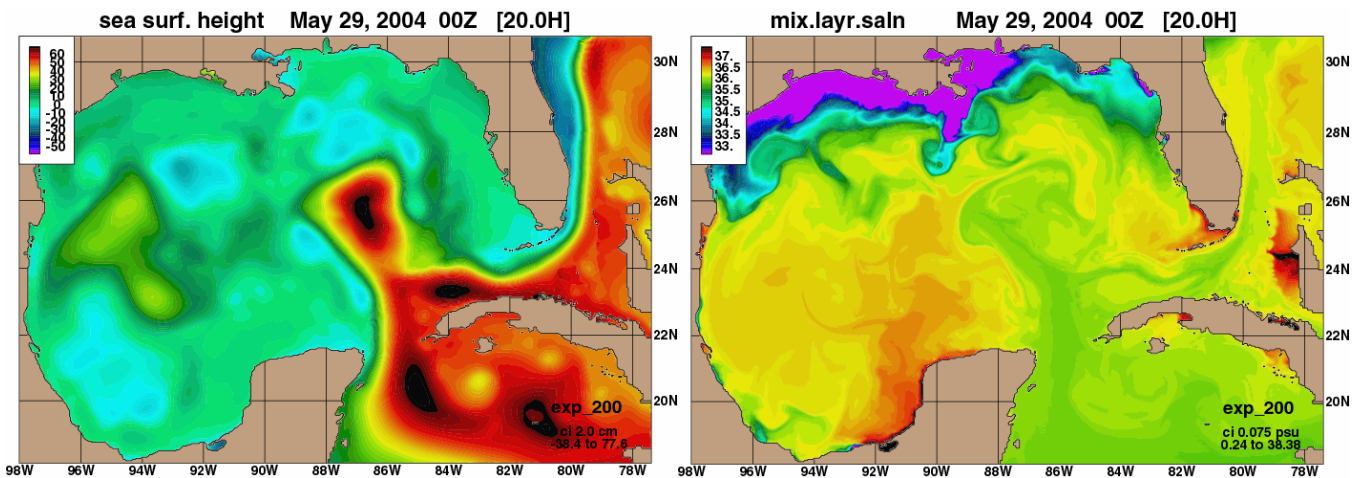 sea surf. height May 29, 2004 00Z [20.0H]
60
50
40
30
20
10
0
-10
-20
-30
-40
-50
30N
28N
26N
24N
22N
20N
exp_200
ci 2.0 cm
-38.4 to 77.6
98W 96W 94W 92W 90W 88W 86W 84W 82W 80W 78W
mix.layr.saln May 29, 2004 00Z [20.0H]
37.
36.5
36.
35.5
35.
34.5
34.
33.5
33.
30N
28N
26N
24N
22N
20N
exp_200
ci 0.075 psu
0.24 to 38.38
98W 96W 94W 92W 90W 88W 86W 84W 82W 80W 78W